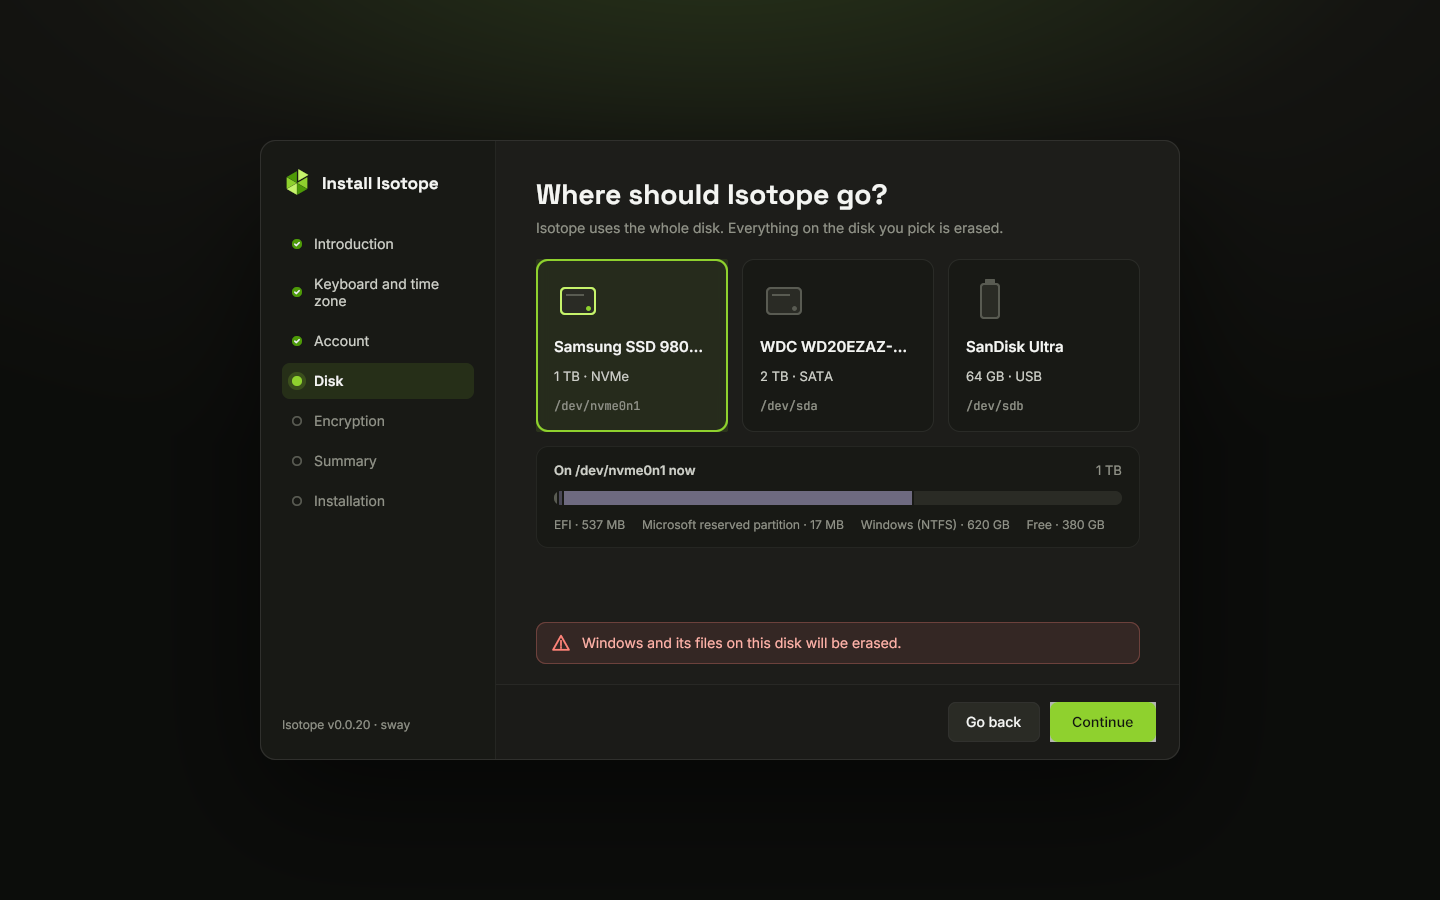 Install Isotope
Introduction
Keyboard and time
zone
Account
Disk
Encryption
Summary
Installation
Isotope v0.0.20 · sway
Where should Isotope go?
Isotope uses the whole disk. Everything on the disk you pick is erased.
Samsung SSD 980...
1 TB · NVMe
/dev/nvme0n1
WDC WD20EZAZ-...
2 TB · SATA
/dev/sda
SanDisk Ultra
64 GB · USB
/dev/sdb
On /dev/nvme0n1 now
1 TB
EFI · 537 MB
Microsoft reserved partition · 17 MB
Windows (NTFS) · 620 GB
Free · 380 GB
Windows and its files on this disk will be erased.
Go back
Continue